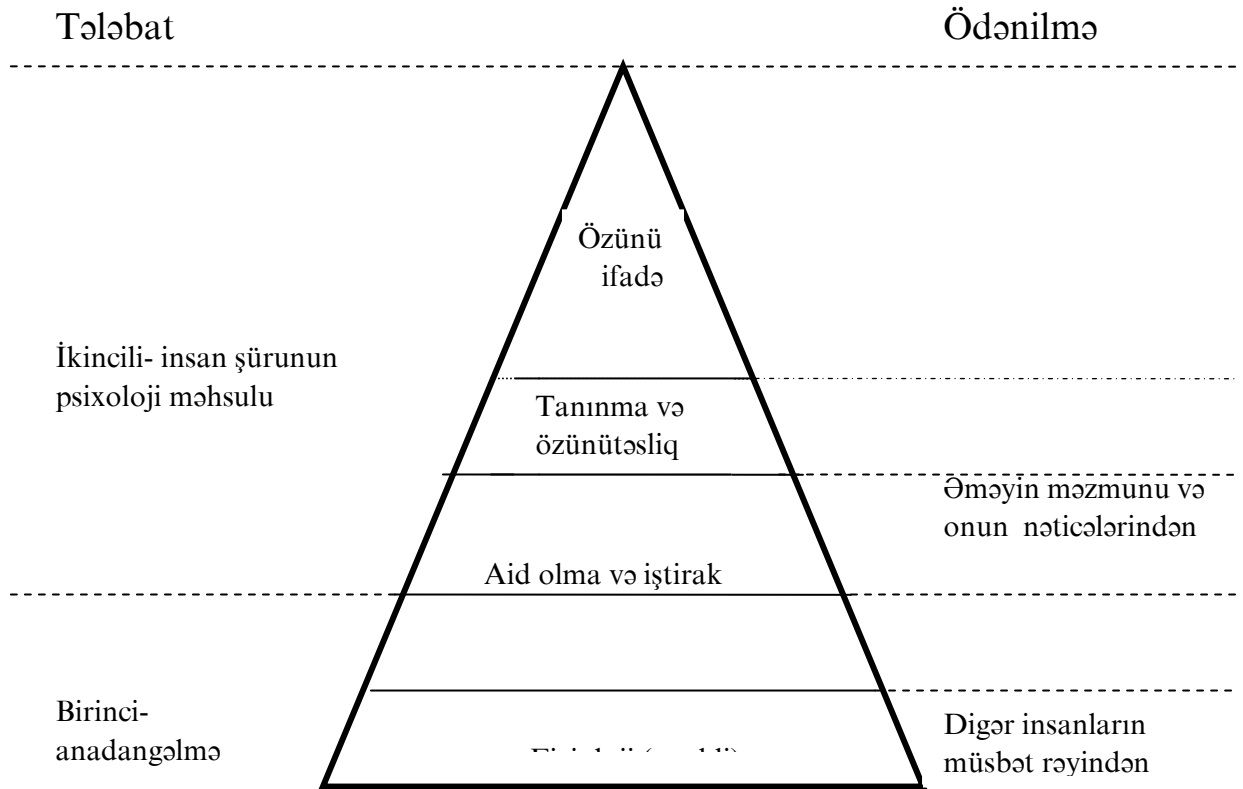 Tələbat
Ödənilmə
Özünü
ifadə
İkincili- insan şürunun
psixoloji məhsulu
Tanınma və
özünütəsliq
Əməyin məzmunu və
onun nəticələrindən
Aid olma və iştirak
Birinci-
anadangəlmə
Digər insanların
müsbət rəyindən